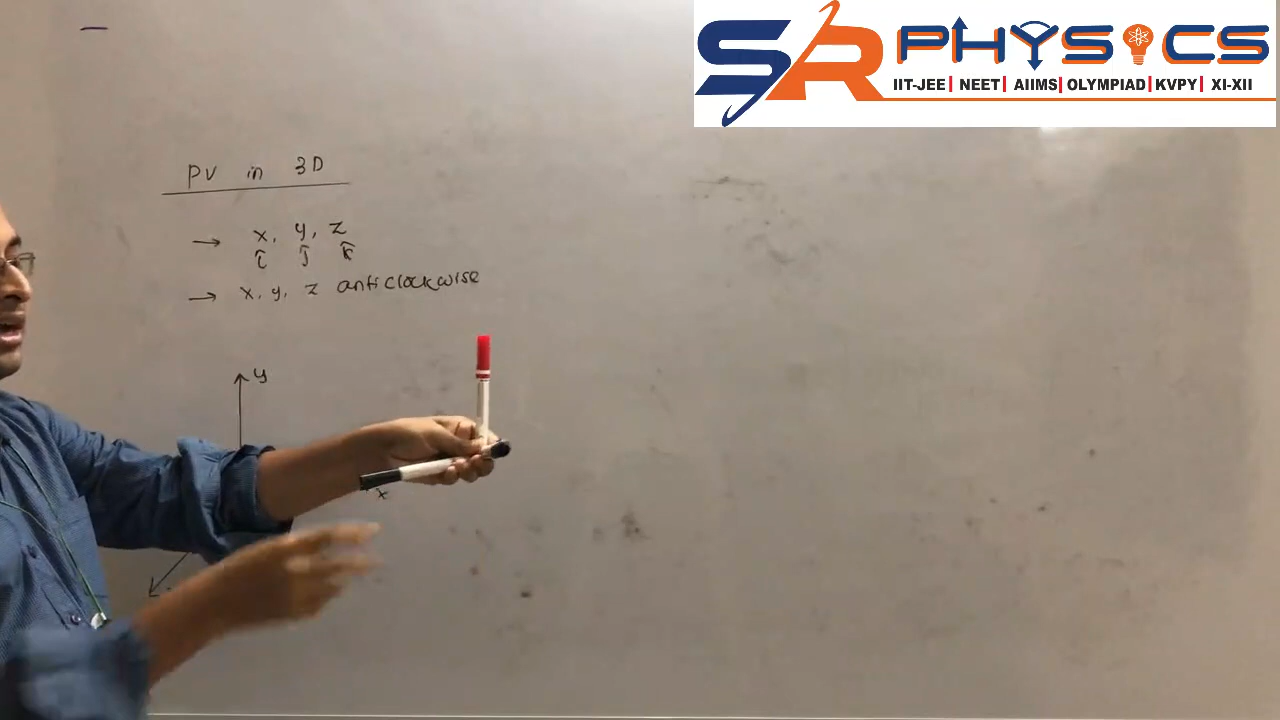 SR PHYSICS
IIT-JEE | NEET | AIIMS | OLYMPIAD | KVPY | XI-XII
PV in 3D
→ x, y, z
î ĵ k̂
→ x, y, z anticlockwise
y
x